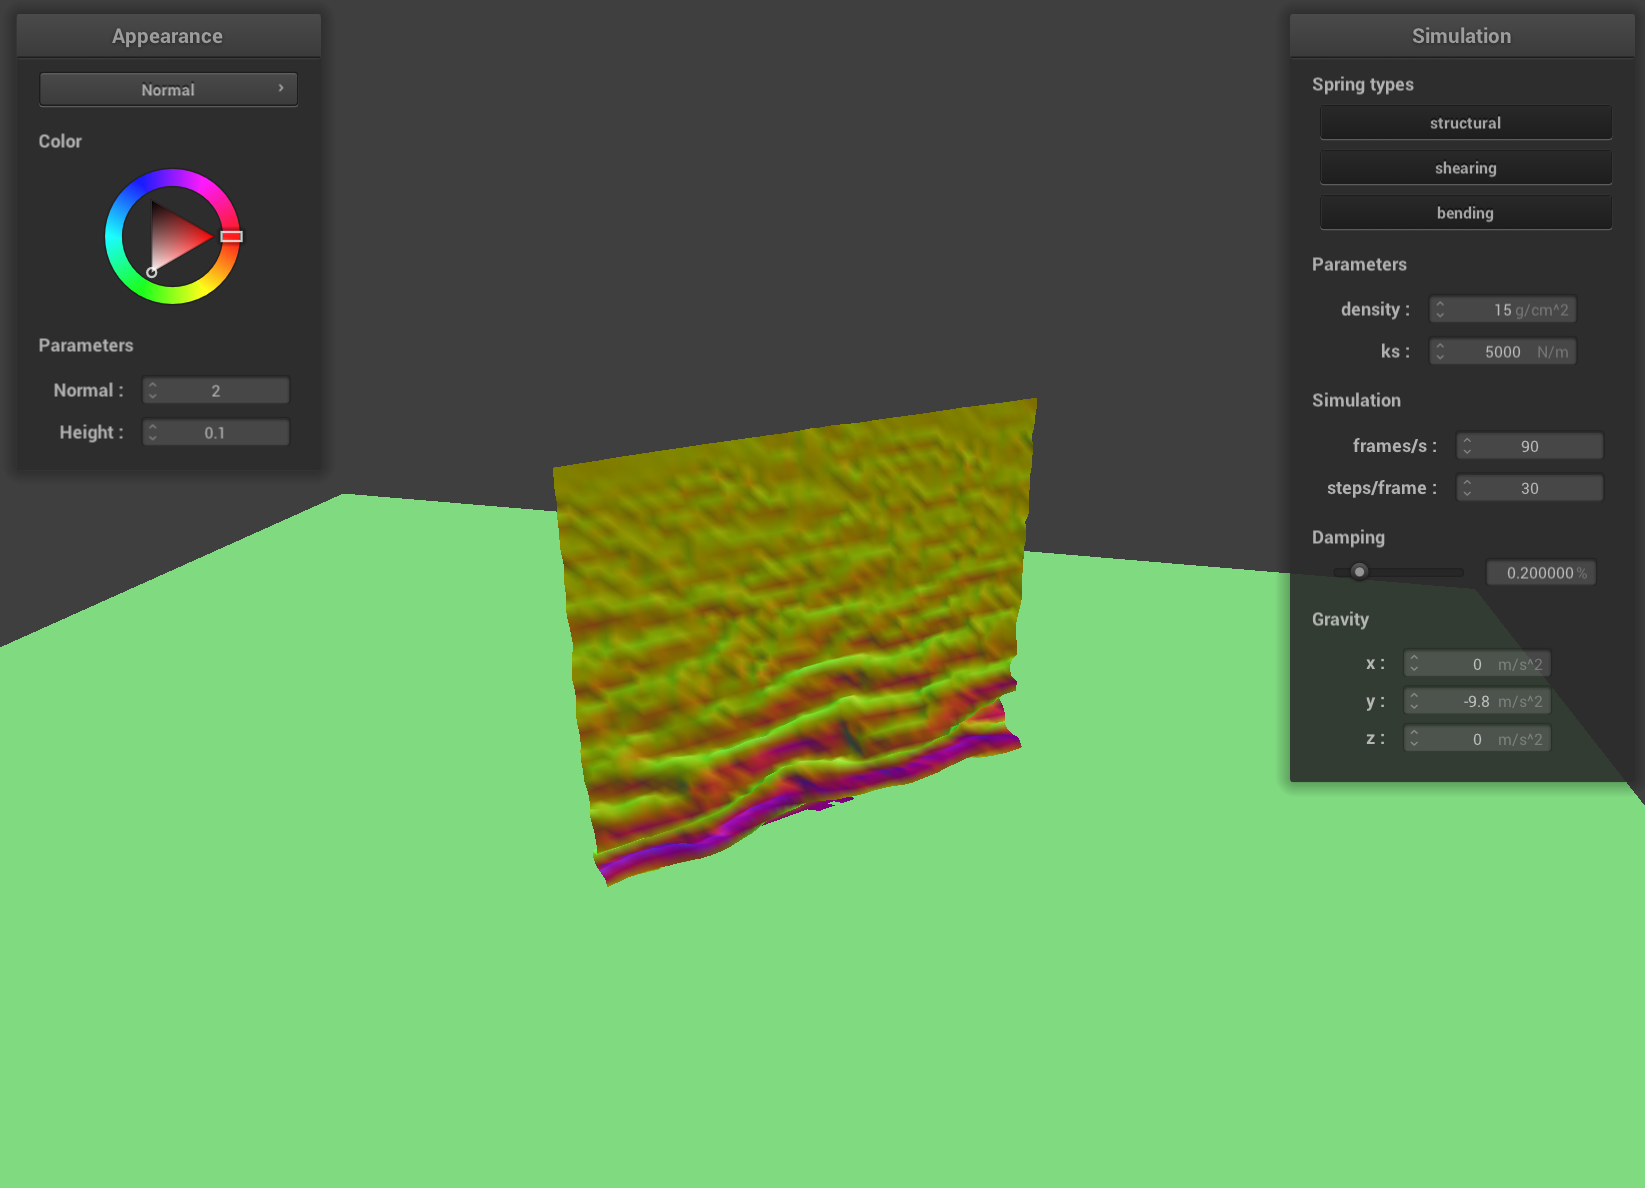 Appearance
Normal
Color
Parameters
Normal : 2
Height : 0.1
Simulation
Spring types
structural
shearing
bending
Parameters
density : 15 g/cm^2
ks : 5000 N/m
Simulation
frames/s : 90
steps/frame : 30
Damping
0.200000 %
Gravity
x : 0 m/s^2
y : -9.8 m/s^2
z : 0 m/s^2